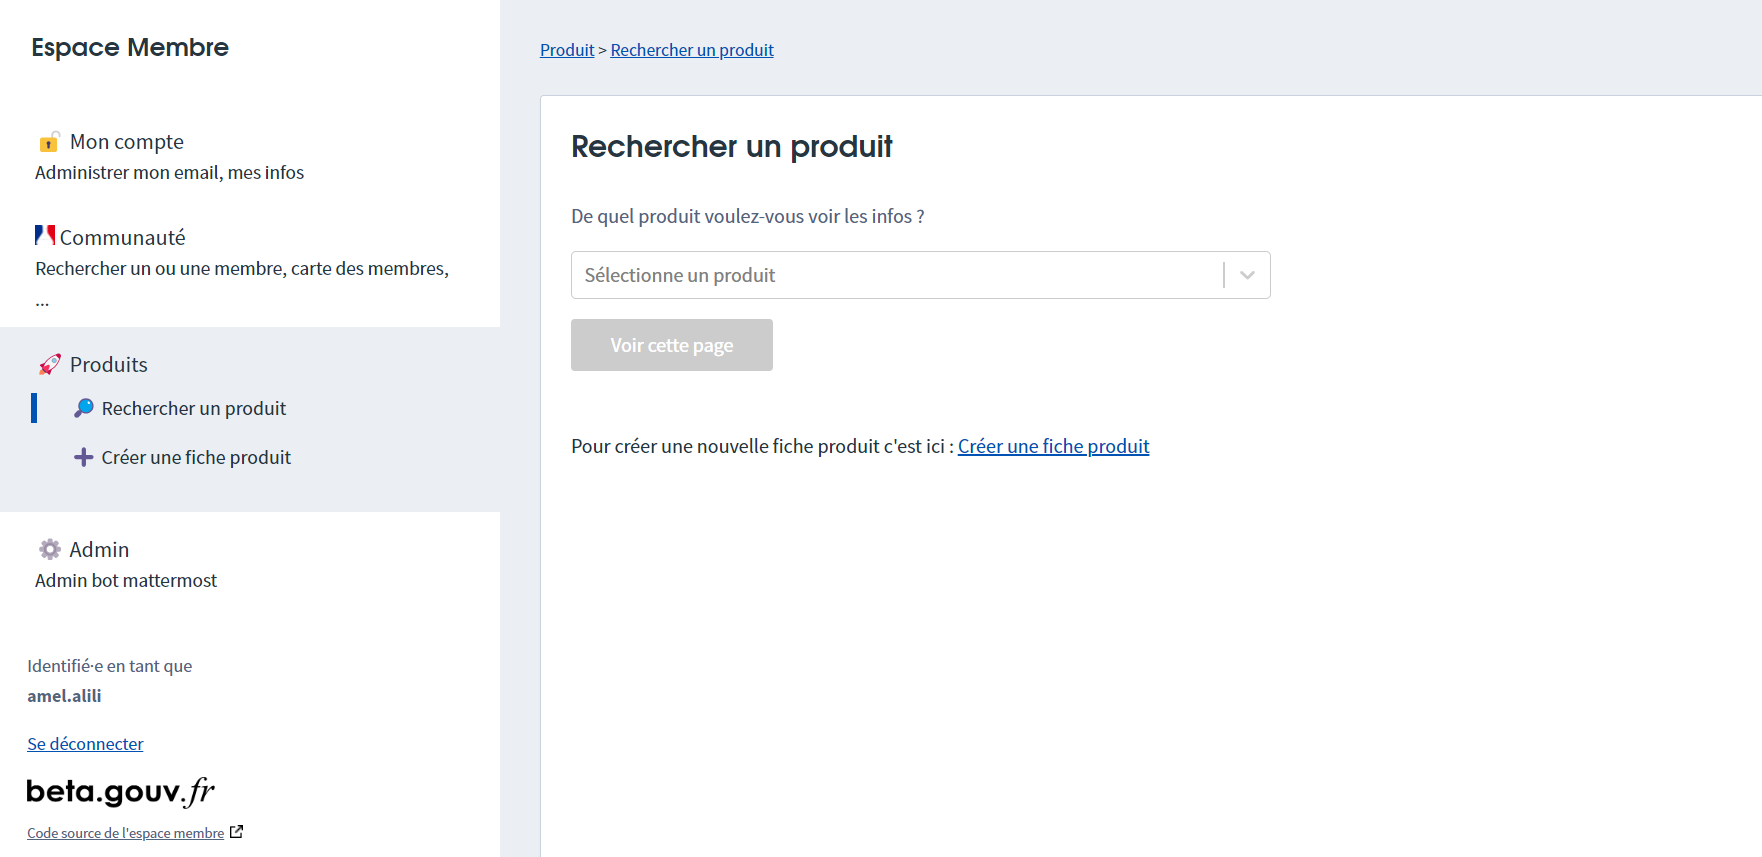 Espace Membre
Mon compte
Administrer mon email, mes infos
Communauté
Rechercher un ou une membre, carte des membres,
...
Produits
Rechercher un produit
Créer une fiche produit
Admin
Admin bot mattermost
Identifié·e en tant que
amel.alili
Se déconnecter
beta.gouv.fr
Code source de l'espace membre
Produit > Rechercher un produit
Rechercher un produit
De quel produit voulez-vous voir les infos ?
Sélectionne un produit
Voir cette page
Pour créer une nouvelle fiche produit c'est ici : Créer une fiche produit